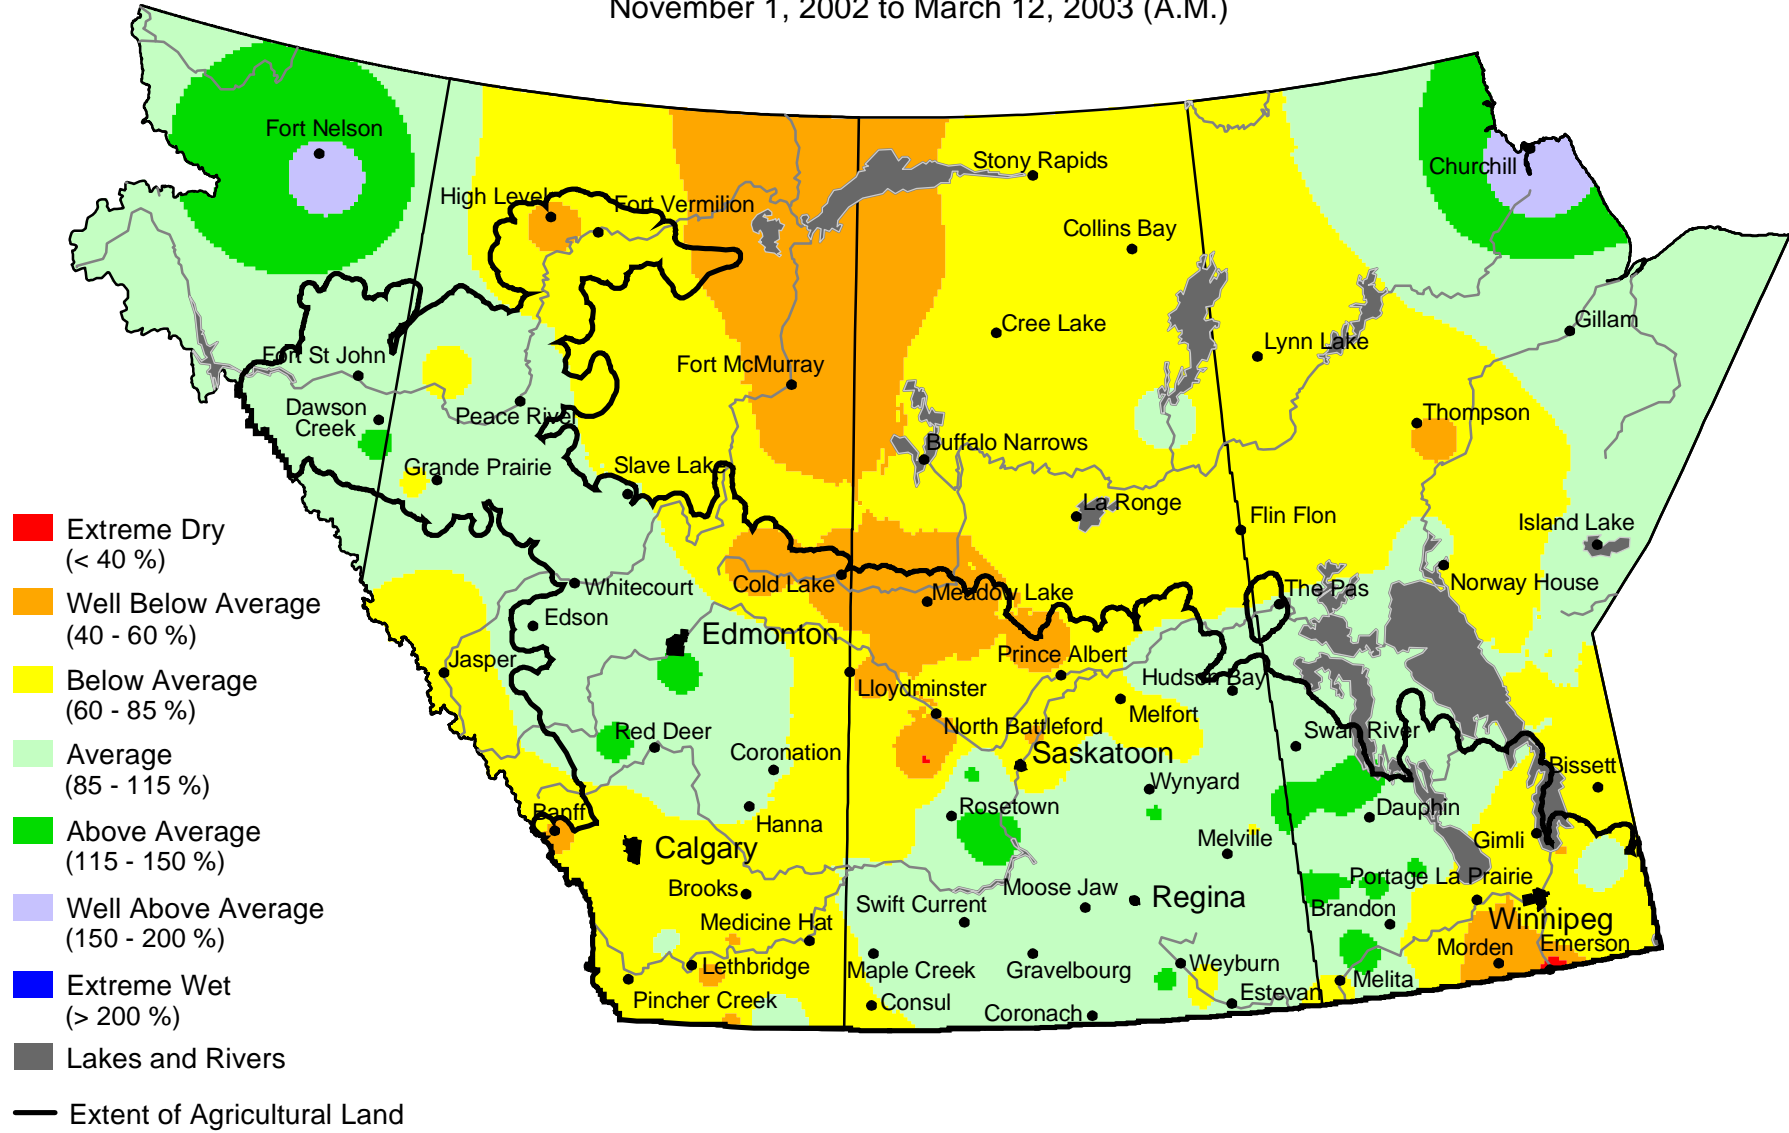 November 1, 2002 to March 12, 2003 (A.M.)
Fort Nelson
Churchill
Stony Rapids
High Level
Fort Vermilion
Collins Bay
Gillam
Cree Lake
Lynn Lake
Fort St John
Fort McMurray
Dawson
Creek
Peace River
Thompson
Buffalo Narrows
Grande Prairie
Slave Lake
La Ronge
Flin Flon
Island Lake
Whitecourt
Cold Lake
Meadow Lake
The Pas
Norway House
Edson
Edmonton
Jasper
Prince Albert
Hudson Bay
Lloydminster
Melfort
North Battleford
Red Deer
Coronation
Saskatoon
Swan River
Bissett
Wynyard
Banff
Hanna
Rosetown
Dauphin
Calgary
Melville
Gimli
Brooks
Moose Jaw
Regina
Portage La Prairie
Medicine Hat
Swift Current
Brandon
Winnipeg
Morden
Emerson
Lethbridge
Maple Creek
Gravelbourg
Weyburn
Melita
Pincher Creek
Consul
Coronach
Estevan
Extreme Dry
(< 40 %)
Well Below Average
(40 - 60 %)
Below Average
(60 - 85 %)
Average
(85 - 115 %)
Above Average
(115 - 150 %)
Well Above Average
(150 - 200 %)
Extreme Wet
(> 200 %)
Lakes and Rivers
Extent of Agricultural Land